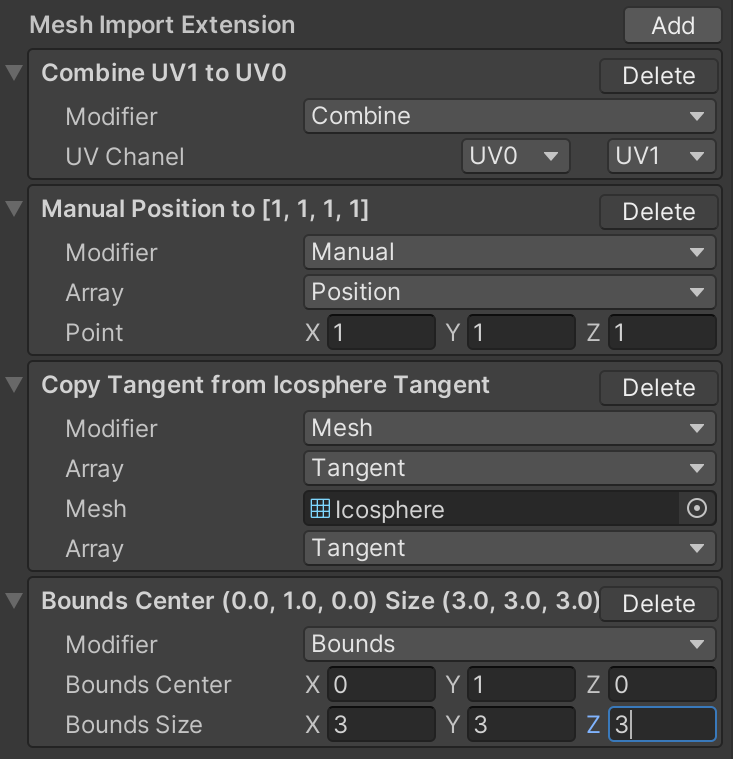 Mesh Import Extension Add
Combine UV1 to UV0 Delete
Modifier Combine
UV Chanel UV0 UV1
Manual Position to [1, 1, 1, 1] Delete
Modifier Manual
Array Position
Point X 1 Y 1 Z 1
Copy Tangent from Icosphere Tangent Delete
Modifier Mesh
Array Tangent
Mesh Icosphere
Array Tangent
Bounds Center (0.0, 1.0, 0.0) Size (3.0, 3.0, 3.0) Delete
Modifier Bounds
Bounds Center X 0 Y 1 Z 0
Bounds Size X 3 Y 3 Z 3